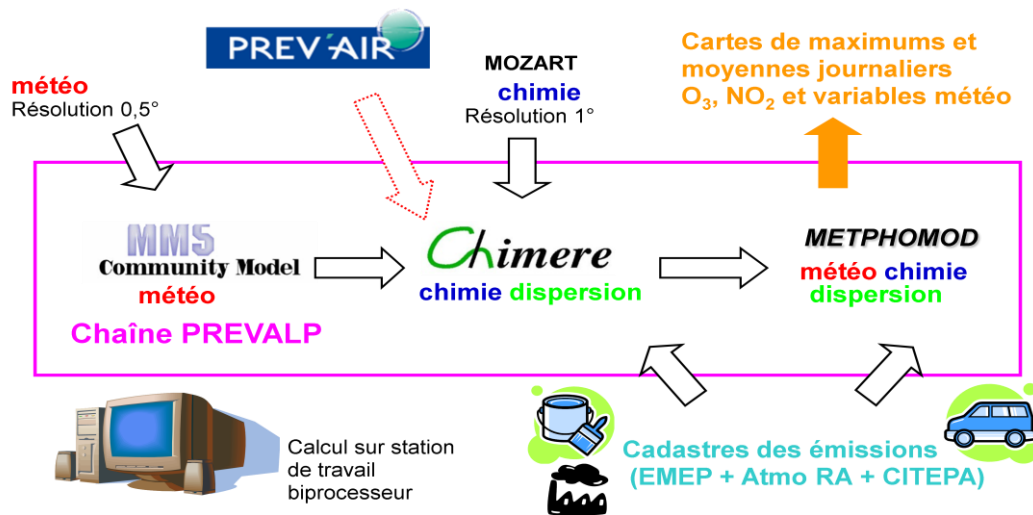 PREV'AIR
météo
Résolution 0,5°
MOZART
chimie
Résolution 1°
Cartes de maximums et
moyennes journaliers
O₃, NO₂ et variables météo
MM5
Community Model
météo
Chimere
chimie dispersion
METPHOMOD
météo chimie
dispersion
Chaîne PREVALP
Calcul sur station
de travail
biprocesseur
Cadastres des émissions
(EMEP + Atmo RA + CITEPA)